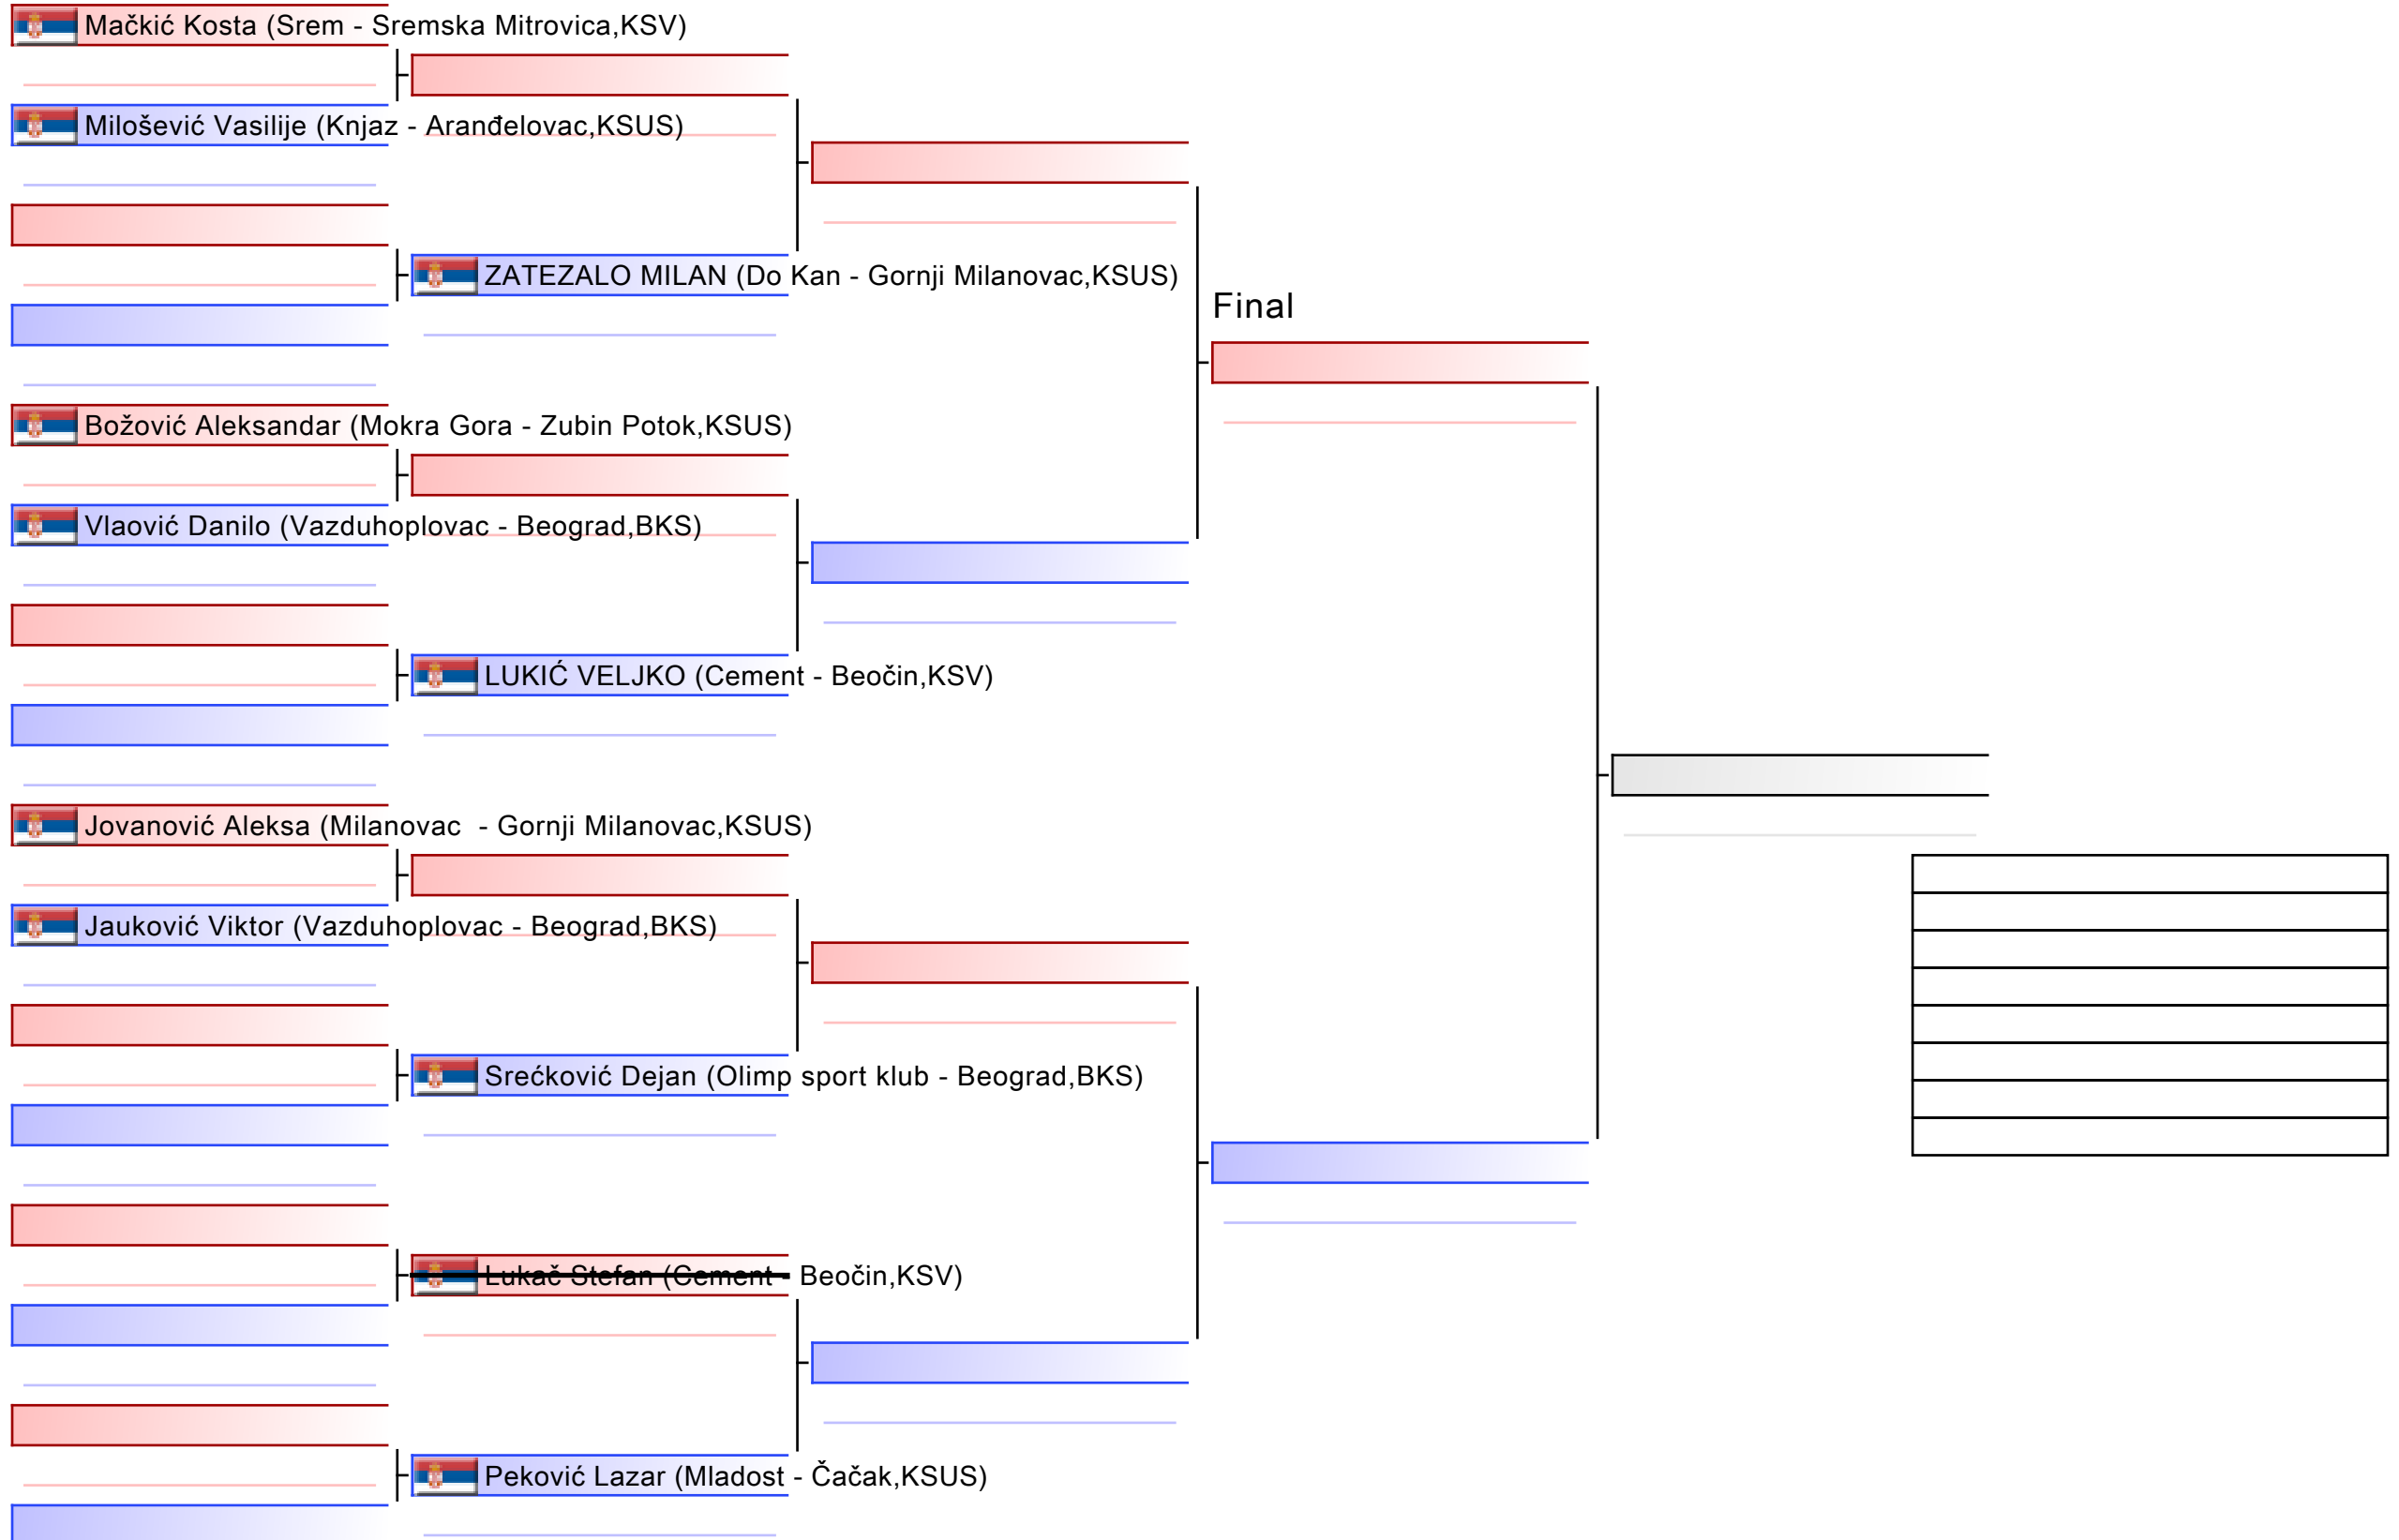 Mačkić Kosta (Srem - Sremska Mitrovica,KSV)
Milošević Vasilije (Knjaz - Aranđelovac,KSUS)
ZATEZALO MILAN (Do Kan - Gornji Milanovac,KSUS)
Final
Božović Aleksandar (Mokra Gora - Zubin Potok,KSUS)
Vlaović Danilo (Vazduhoplovac - Beograd,BKS)
LUKIĆ VELJKO (Cement - Beočin,KSV)
Jovanović Aleksa (Milanovac  - Gornji Milanovac,KSUS)
Jauković Viktor (Vazduhoplovac - Beograd,BKS)
Srećković Dejan (Olimp sport klub - Beograd,BKS)
Lukač Stefan (Cement - Beočin,KSV)
Peković Lazar (Mladost - Čačak,KSUS)